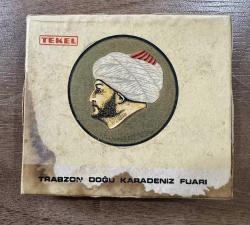 TEKEL
TRABZON DOĞU KARADENİZ FUARI